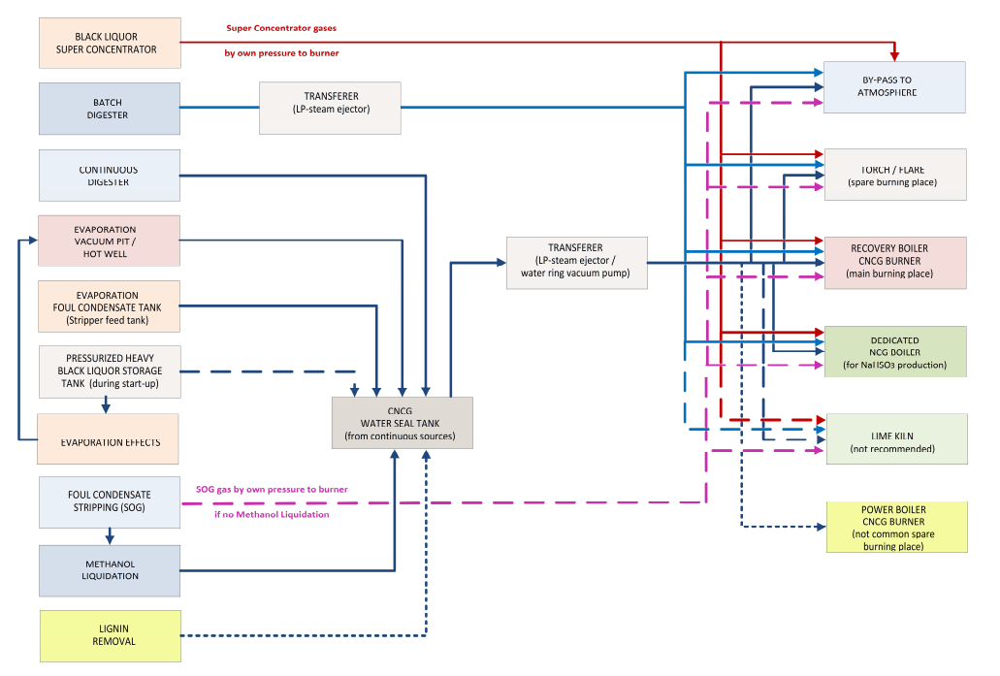 BLACK LIQUOR
SUPER CONCENTRATOR
Super Concentrator gases
by own pressure to burner
BATCH
DIGESTER
TRANSFERER
(LP-steam ejector)
BY-PASS TO
ATMOSPHERE
CONTINUOUS
DIGESTER
TORCH / FLARE
(spare burning place)
EVAPORATION
VACUUM PIT /
HOT WELL
TRANSFERER
(LP-steam ejector /
water ring vacuum pump)
RECOVERY BOILER
CNCG BURNER
(main burning place)
EVAPORATION
FOUL CONDENSATE TANK
(Stripper feed tank)
PRESSURIZED HEAVY
BLACK LIQUOR STORAGE
TANK (during start-up)
DEDICATED
NCG BOILER
(for NaHSO3 production)
CNCG
WATER SEAL TANK
(from continuous sources)
EVAPORATION EFFECTS
LIME KILN
(not recommended)
FOUL CONDENSATE
STRIPPING (SOG)
SOG gas by own pressure to burner
if no Methanol Liquidation
POWER BOILER
CNCG BURNER
(not common spare
burning place)
METHANOL
LIQUIDATION
LIGNIN
REMOVAL